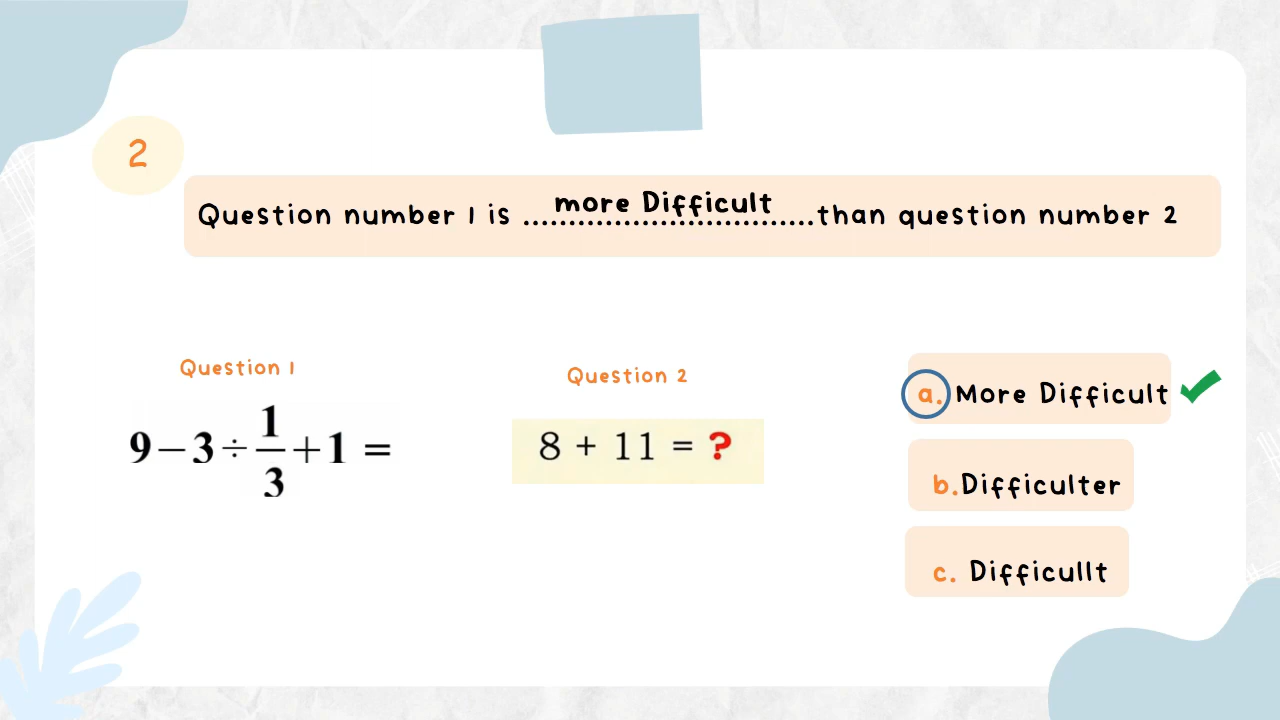 2
more Difficult
Question number 1 is ................................than question number 2
Question 1
9−3÷1/3+1=
Question 2
8 + 11 = ?
a. More Difficult
b.Difficulter
c. Difficullt